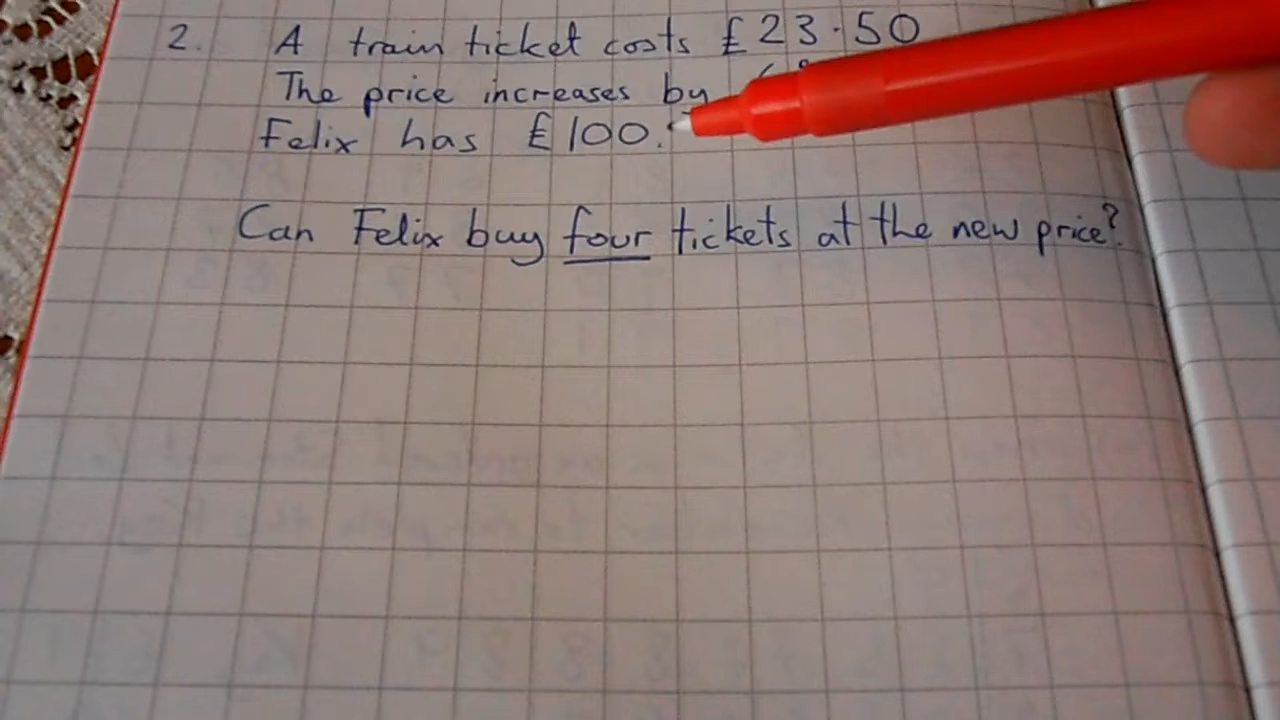 2. A train ticket costs £23·50
The price increases by
Felix has £100.
Can Felix buy four tickets at the new price?